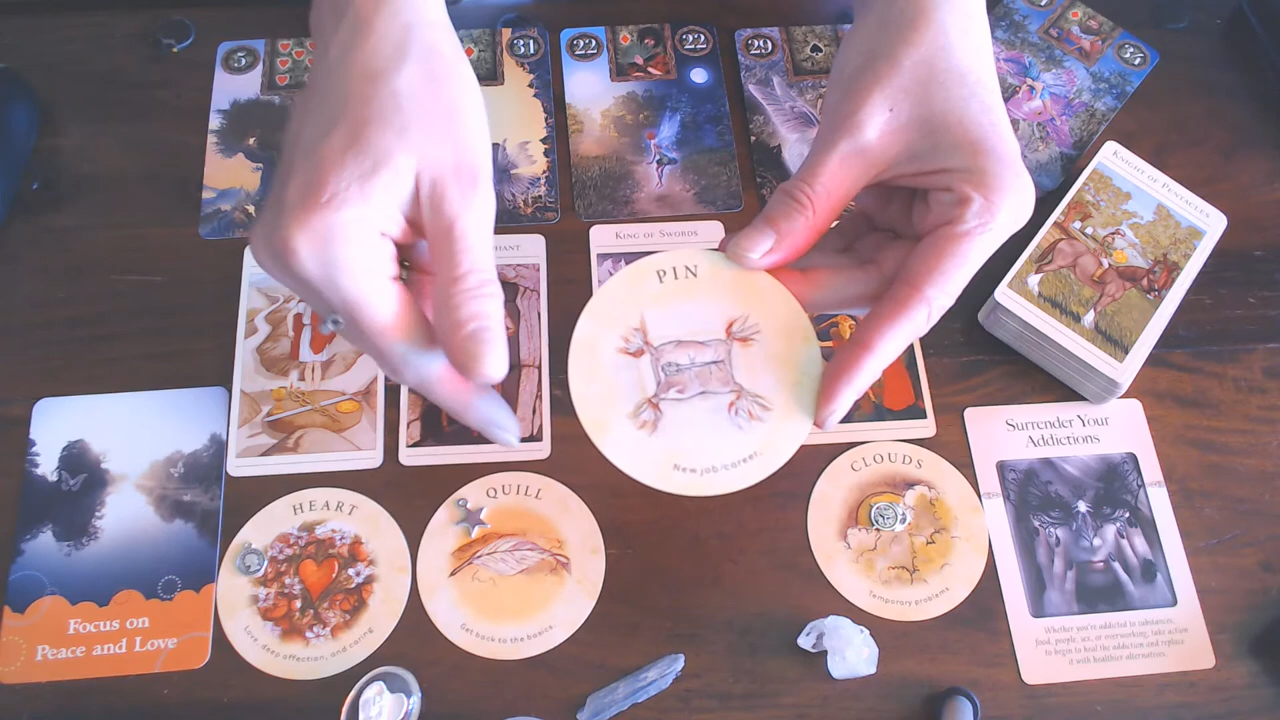 5
31
22
22
29
34
KNIGHT OF PENTACLES
KING OF SWORDS
PIN
New job/career.
Surrender Your
Addictions
Whether you're addicted to substances,
food, people, sex, or overworking, take action
to begin to heal the addiction and replace
it with healthier alternatives.
CLOUDS
Temporary problems
QUILL
Get back to the basics.
HEART
Love, deep affection, and caring
Focus on
Peace and Love